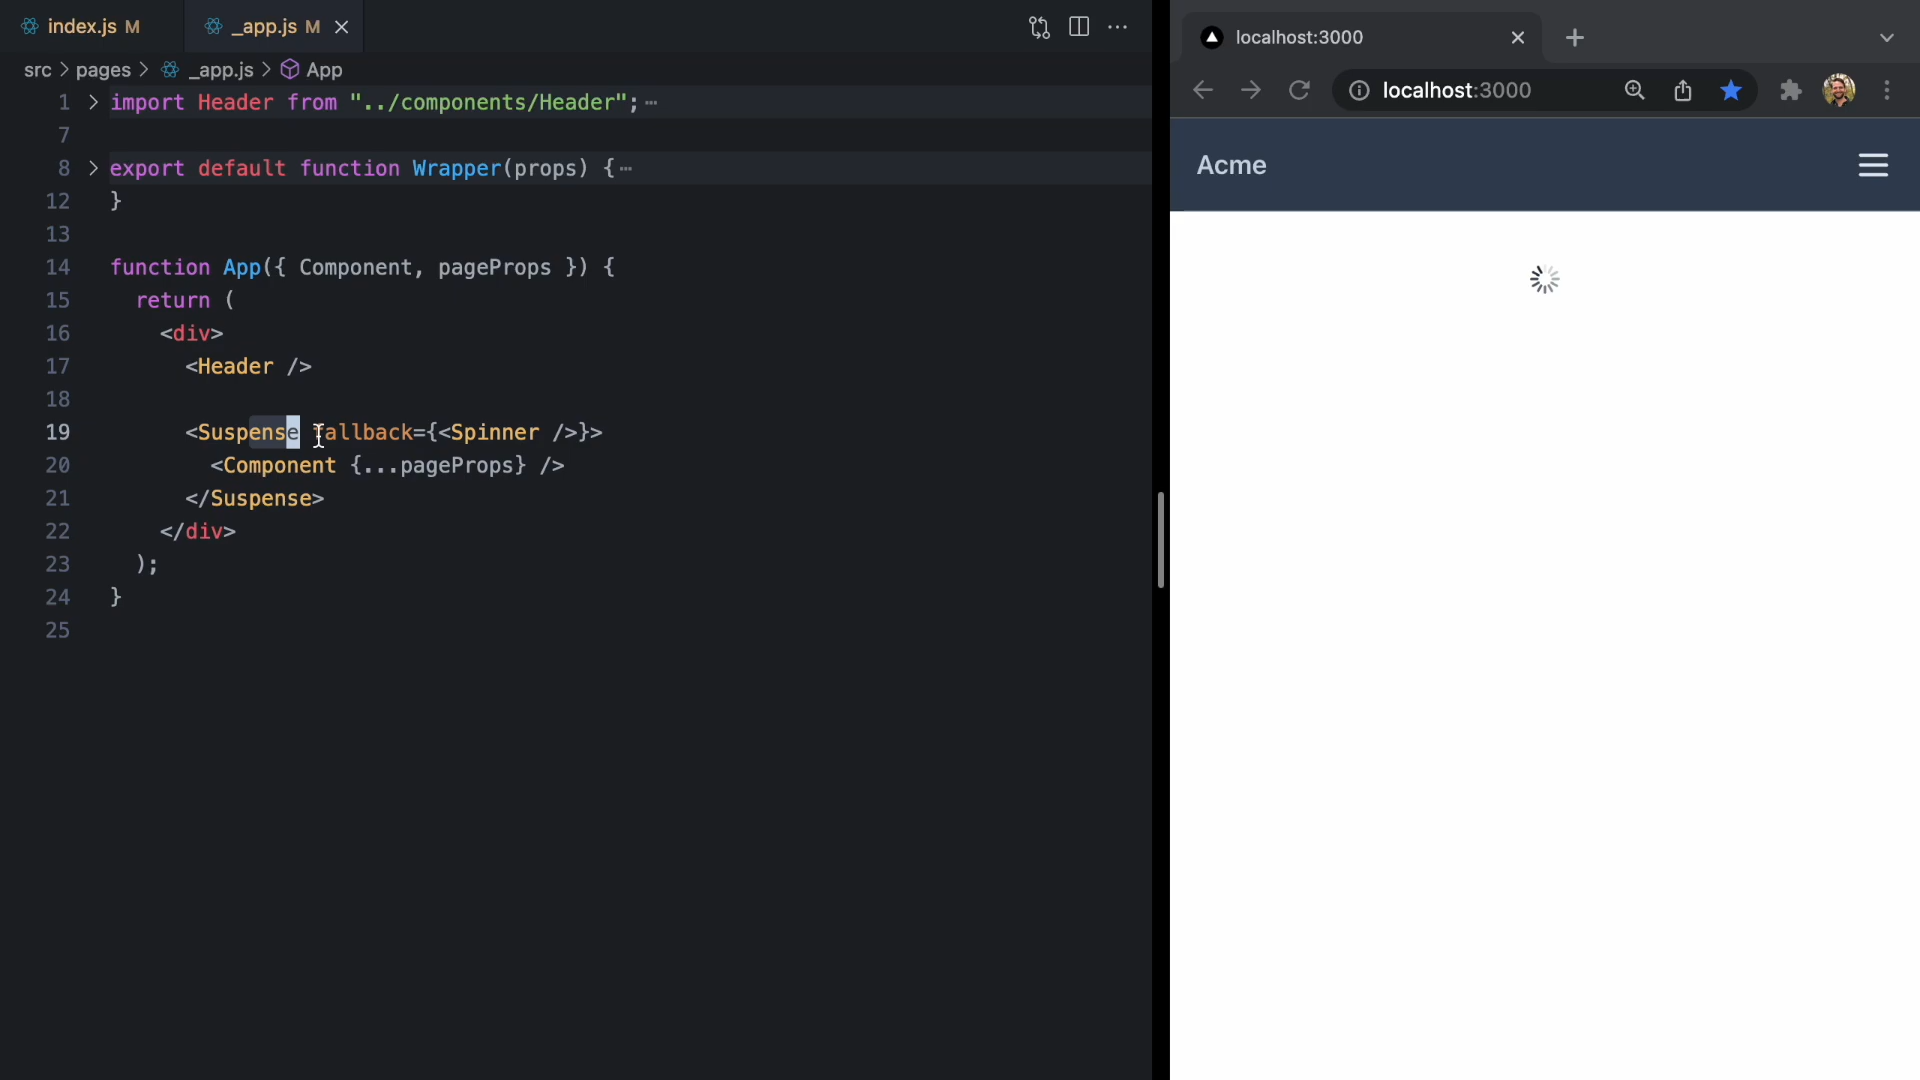 index.js M
_app.js M
src > pages > _app.js > App
1 > import Header from "../components/Header"; ⋯
7
8 > export default function Wrapper(props) { ⋯
12 }
13
14 function App({ Component, pageProps }) {
15   return (
16     <div>
17       <Header />
18
19       <Suspense fallback={<Spinner />}>
20         <Component {...pageProps} />
21       </Suspense>
22     </div>
23   );
24 }
25
localhost:3000
localhost:3000
Acme